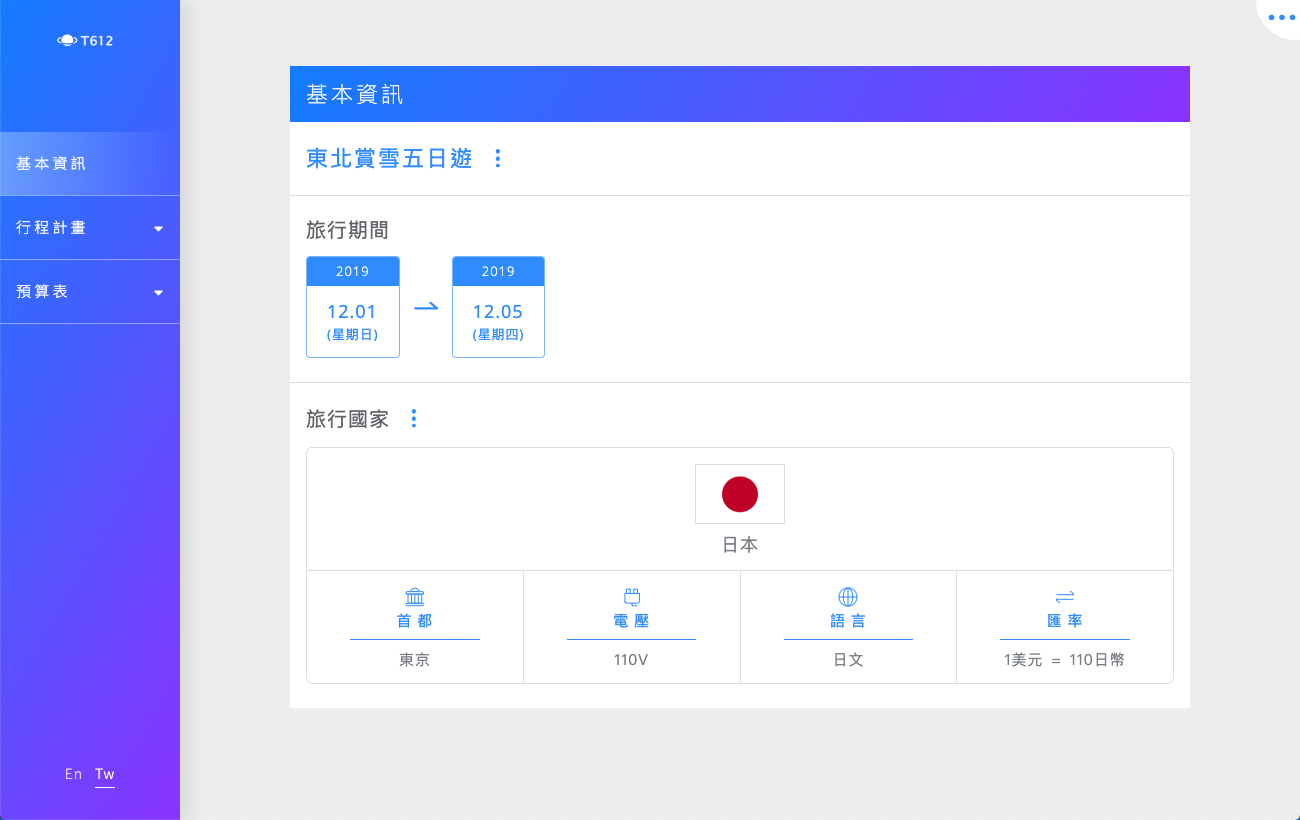 T612
基本資訊
行程計畫
預算表
En Tw
基本資訊
東北賞雪五日遊
旅行期間
2019
12.01
(星期日)
2019
12.05
(星期四)
旅行國家
日本
首都
東京
電壓
110V
語言
日文
匯率
1美元 = 110日幣